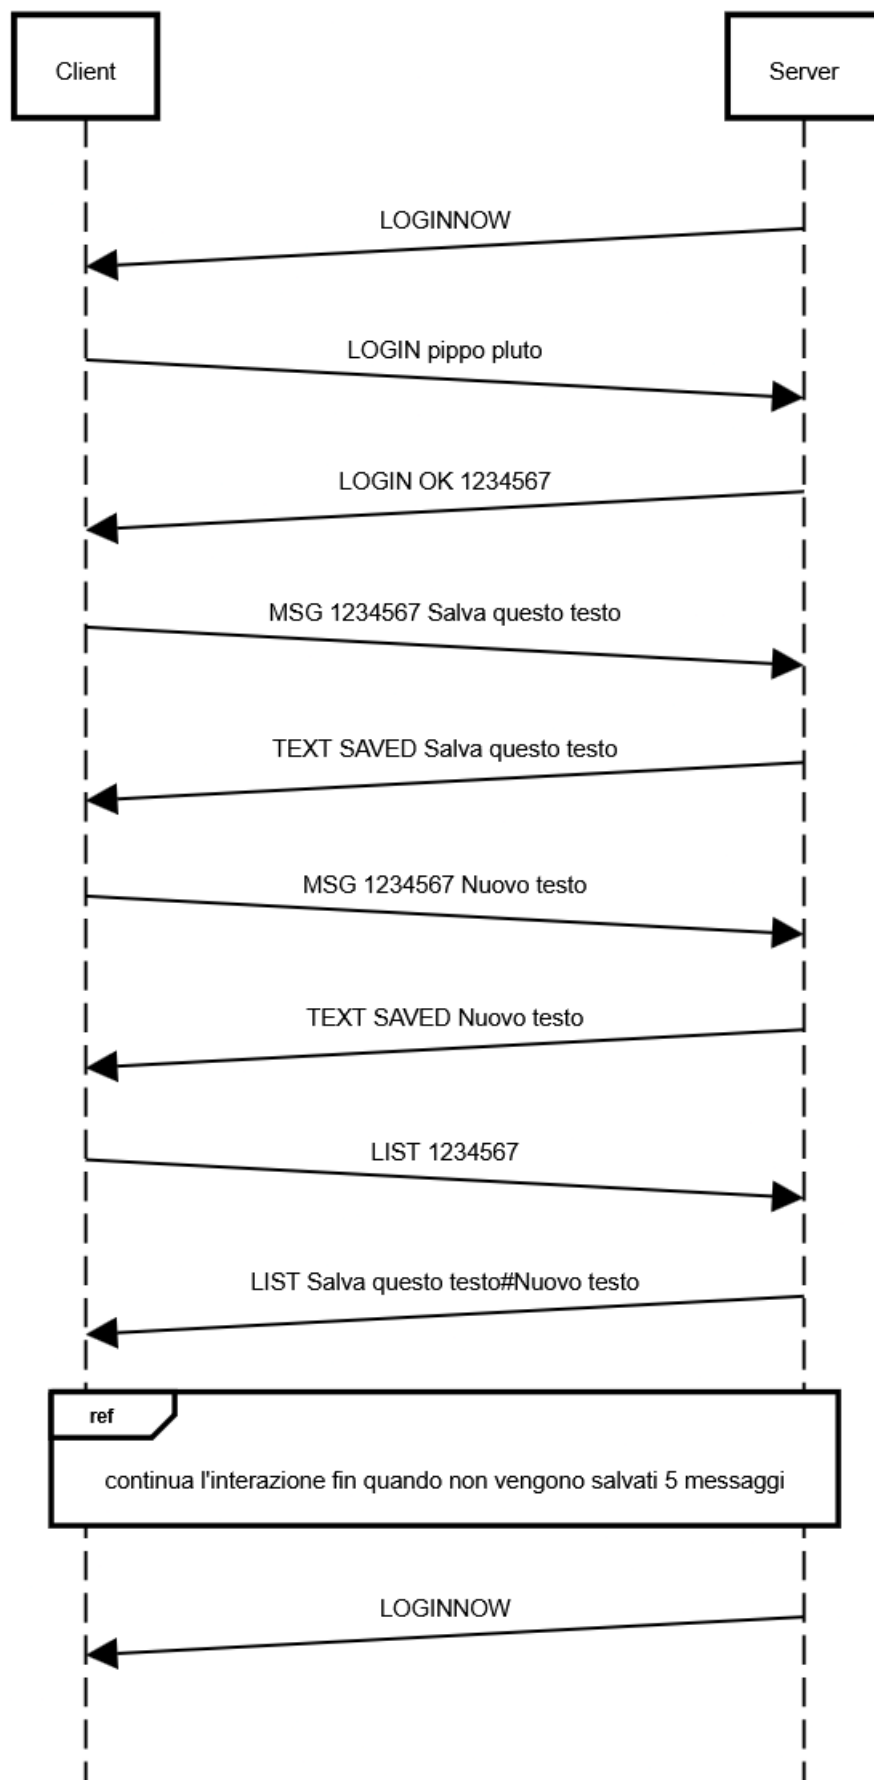 Client
Server
LOGINNOW
LOGIN pippo pluto
LOGIN OK 1234567
MSG 1234567 Salva questo testo
TEXT SAVED Salva questo testo
MSG 1234567 Nuovo testo
TEXT SAVED Nuovo testo
LIST 1234567
LIST Salva questo testo#Nuovo testo
ref
continua l'interazione fin quando non vengono salvati 5 messaggi
LOGINNOW